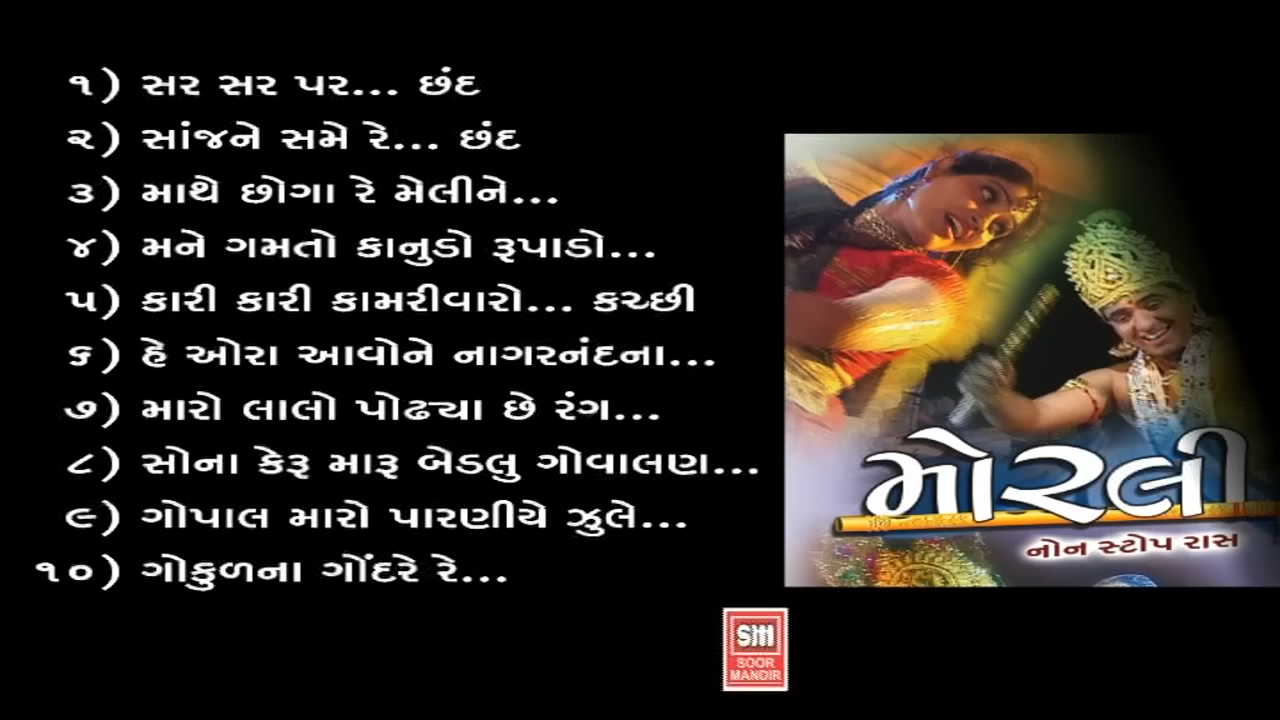 ૧) સર સર પર... છંદ
૨) સાંજને સમે રે... છંદ
૩) માથે છોગા રે મેલીને...
૪) મને ગમતો કાનુડો રૂપાડો...
૫) કારી કારી કામરીવારો... કચ્છી
૬) હે ઓરા આવોને નાગરનંદના...
૭) મારો લાલો પોઢ્યા છે રંગ...
૮) સોના કેરૂ મારૂ બેડલુ ગોવાલણ...
૯) ગોપાલ મારો પારણીયે ઝુલે...
૧૦) ગોકુળના ગોંદરે રે...
મોરલી
નોન સ્ટોપ રાસ
SM
SOOR
MANDIR